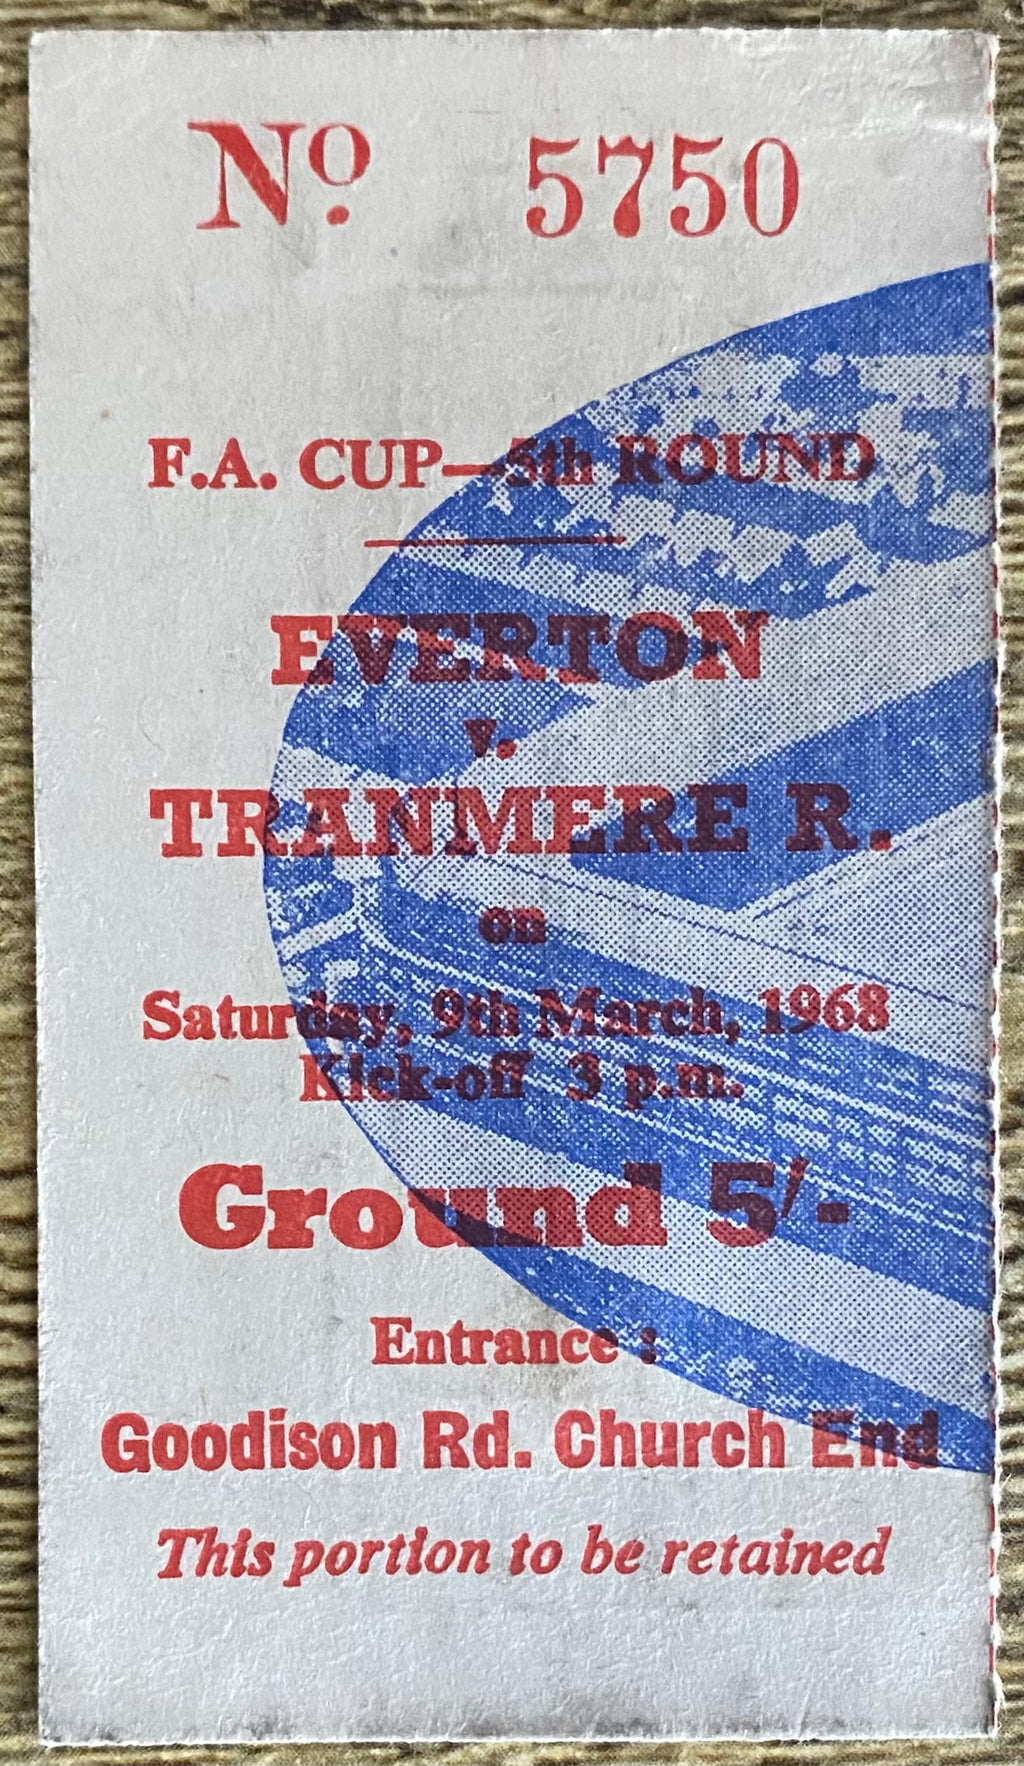 No. 5750
F.A. CUP—5th ROUND
EVERTON
v.
TRANMERE R.
on
Saturday, 9th March, 1968
Kick-off 3 p.m.
Ground 5/-
Entrance :
Goodison Rd. Church End
This portion to be retained